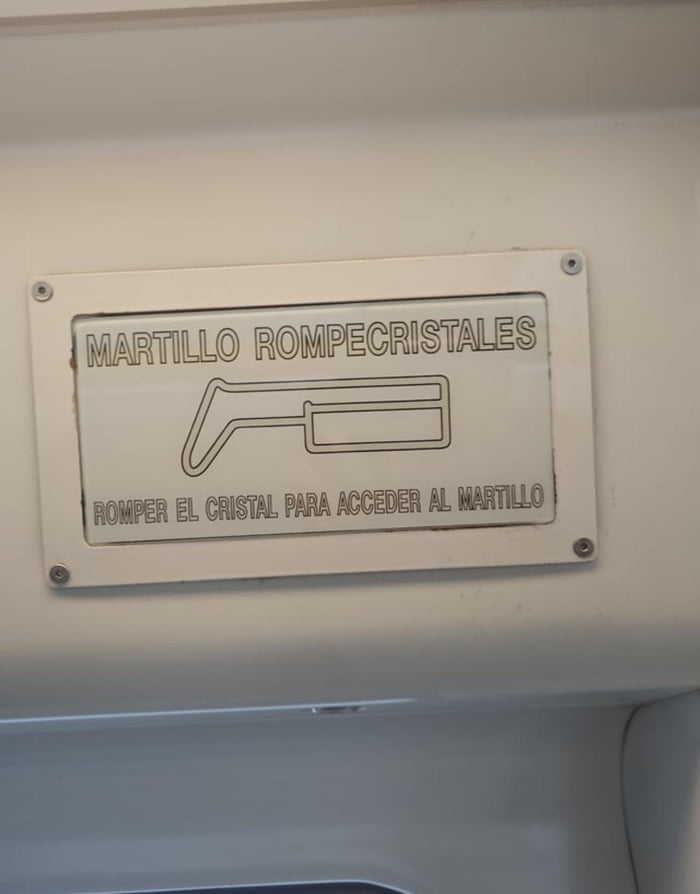 MARTILLO ROMPECRISTALES
ROMPER EL CRISTAL PARA ACCEDER AL MARTILLO